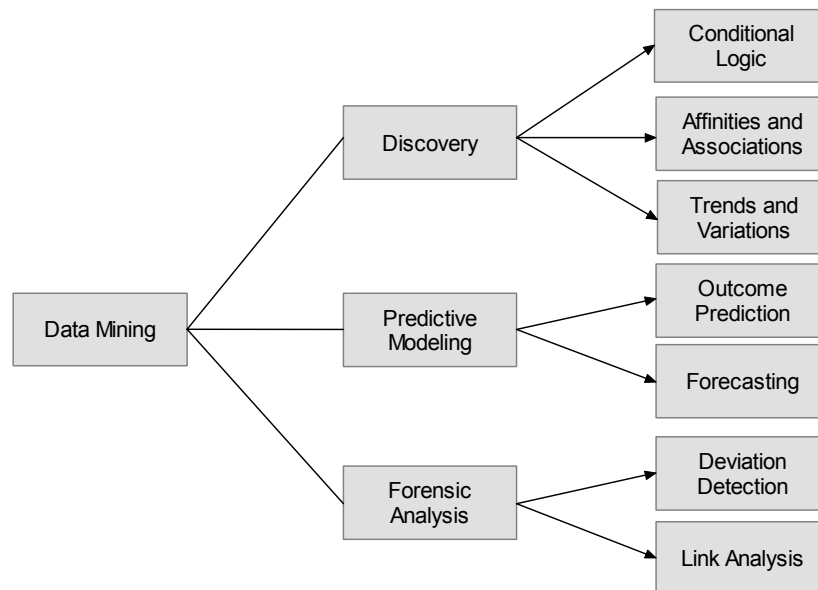 Conditional
Logic
Affinities and
Associations
Discovery
Trends and
Variations
Outcome
Prediction
Data Mining
Predictive
Modeling
Forecasting
Deviation
Detection
Forensic
Analysis
Link Analysis